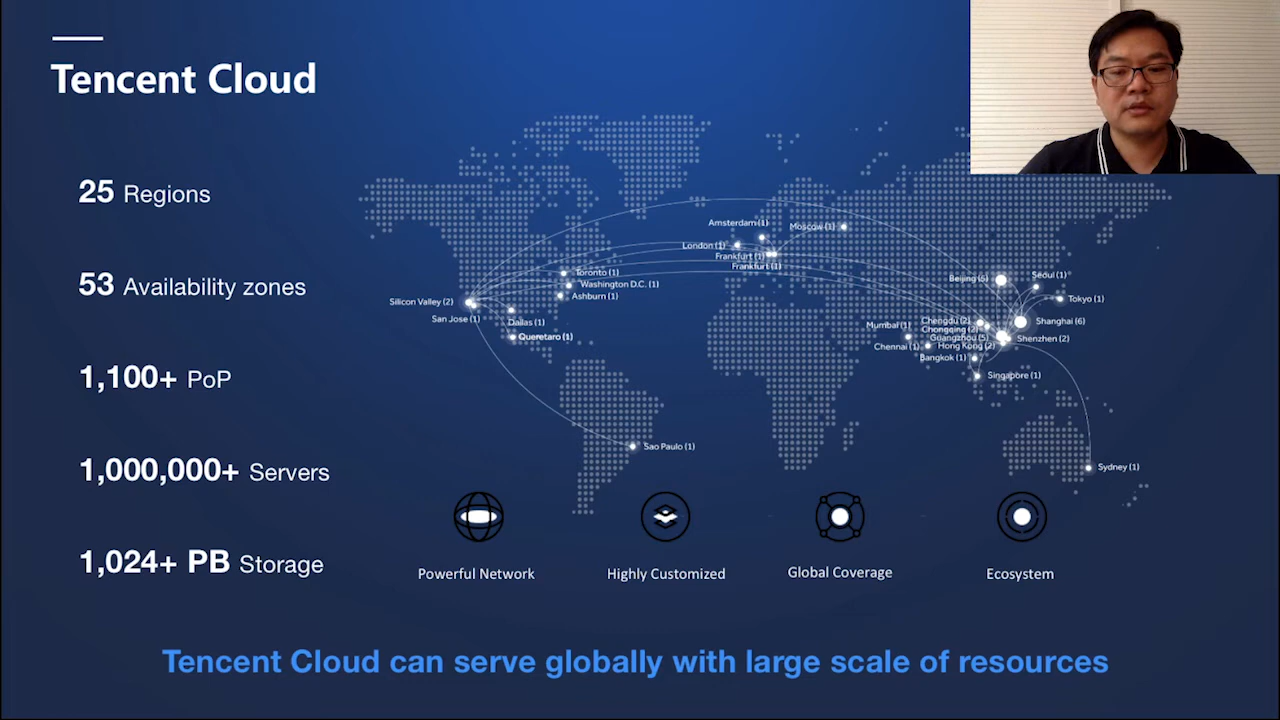 Tencent Cloud
25 Regions
53 Availability zones
1,100+ PoP
1,000,000+ Servers
1,024+ PB Storage
Amsterdam (1)
Moscow (1)
London (1)
Frankfurt (1)
Frankfurt (1)
Toronto (1)
Washington D.C. (1)
Ashburn (1)
Silicon Valley (2)
San Jose (1)
Dallas (1)
Queretaro (1)
Sao Paulo (1)
Beijing (5)
Seoul (1)
Tokyo (1)
Shanghai (6)
Chengdu (2)
Mumbai (1)
Chongqing (2)
Guangzhou (5)
Shenzhen (2)
Chennai (1)
Hong Kong (2)
Bangkok (1)
Singapore (1)
Sydney (1)
Powerful Network
Highly Customized
Global Coverage
Ecosystem
Tencent Cloud can serve globally with large scale of resources